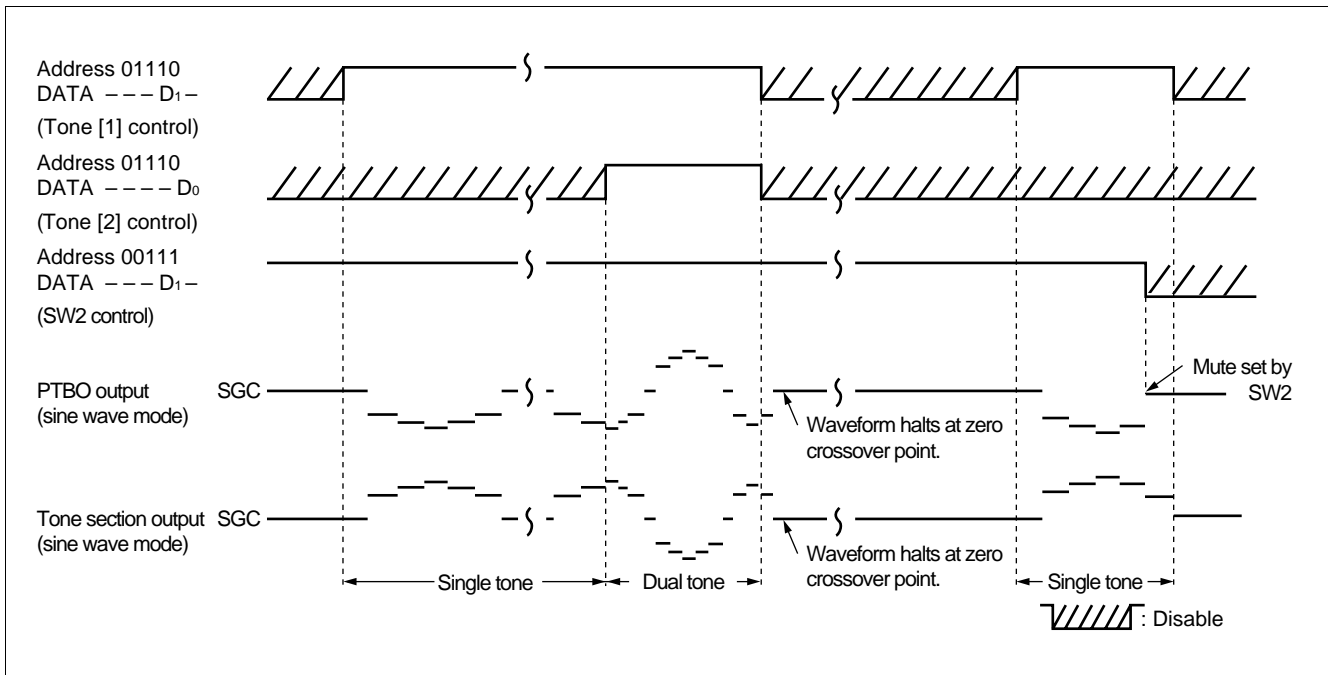 Address 01110
DATA – – – D1 –
(Tone [1] control)
Address 01110
DATA – – – – D0
(Tone [2] control)
Address 00111
DATA – – – D1 –
(SW2 control)
PTBO output
(sine wave mode)
SGC
Mute set by
SW2
Waveform halts at zero
crossover point.
Tone section output
(sine wave mode)
SGC
Waveform halts at zero
crossover point.
Single tone
Dual tone
Single tone
: Disable